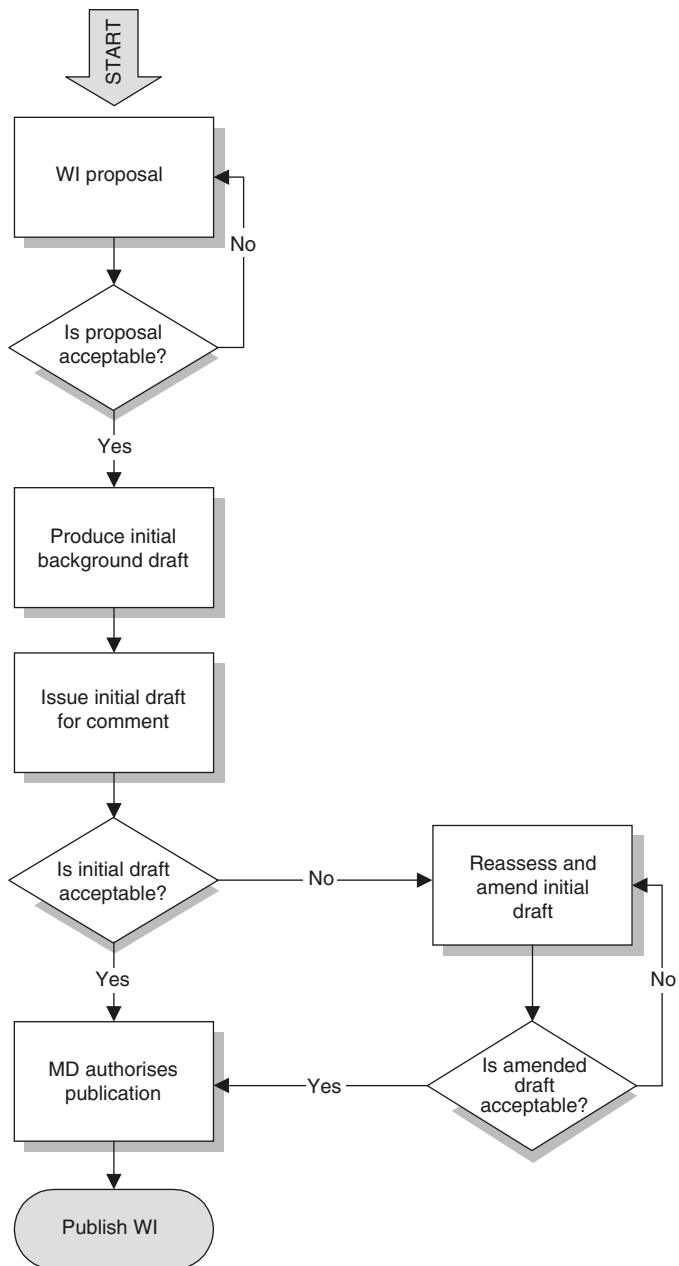 START
WI proposal
No
Is proposal
acceptable?
Yes
Produce initial
background draft
Issue initial draft
for comment
Is initial draft
acceptable?
No
Reassess and
amend initial
draft
Yes
No
MD authorises
publication
Yes
Is amended
draft
acceptable?
Publish WI